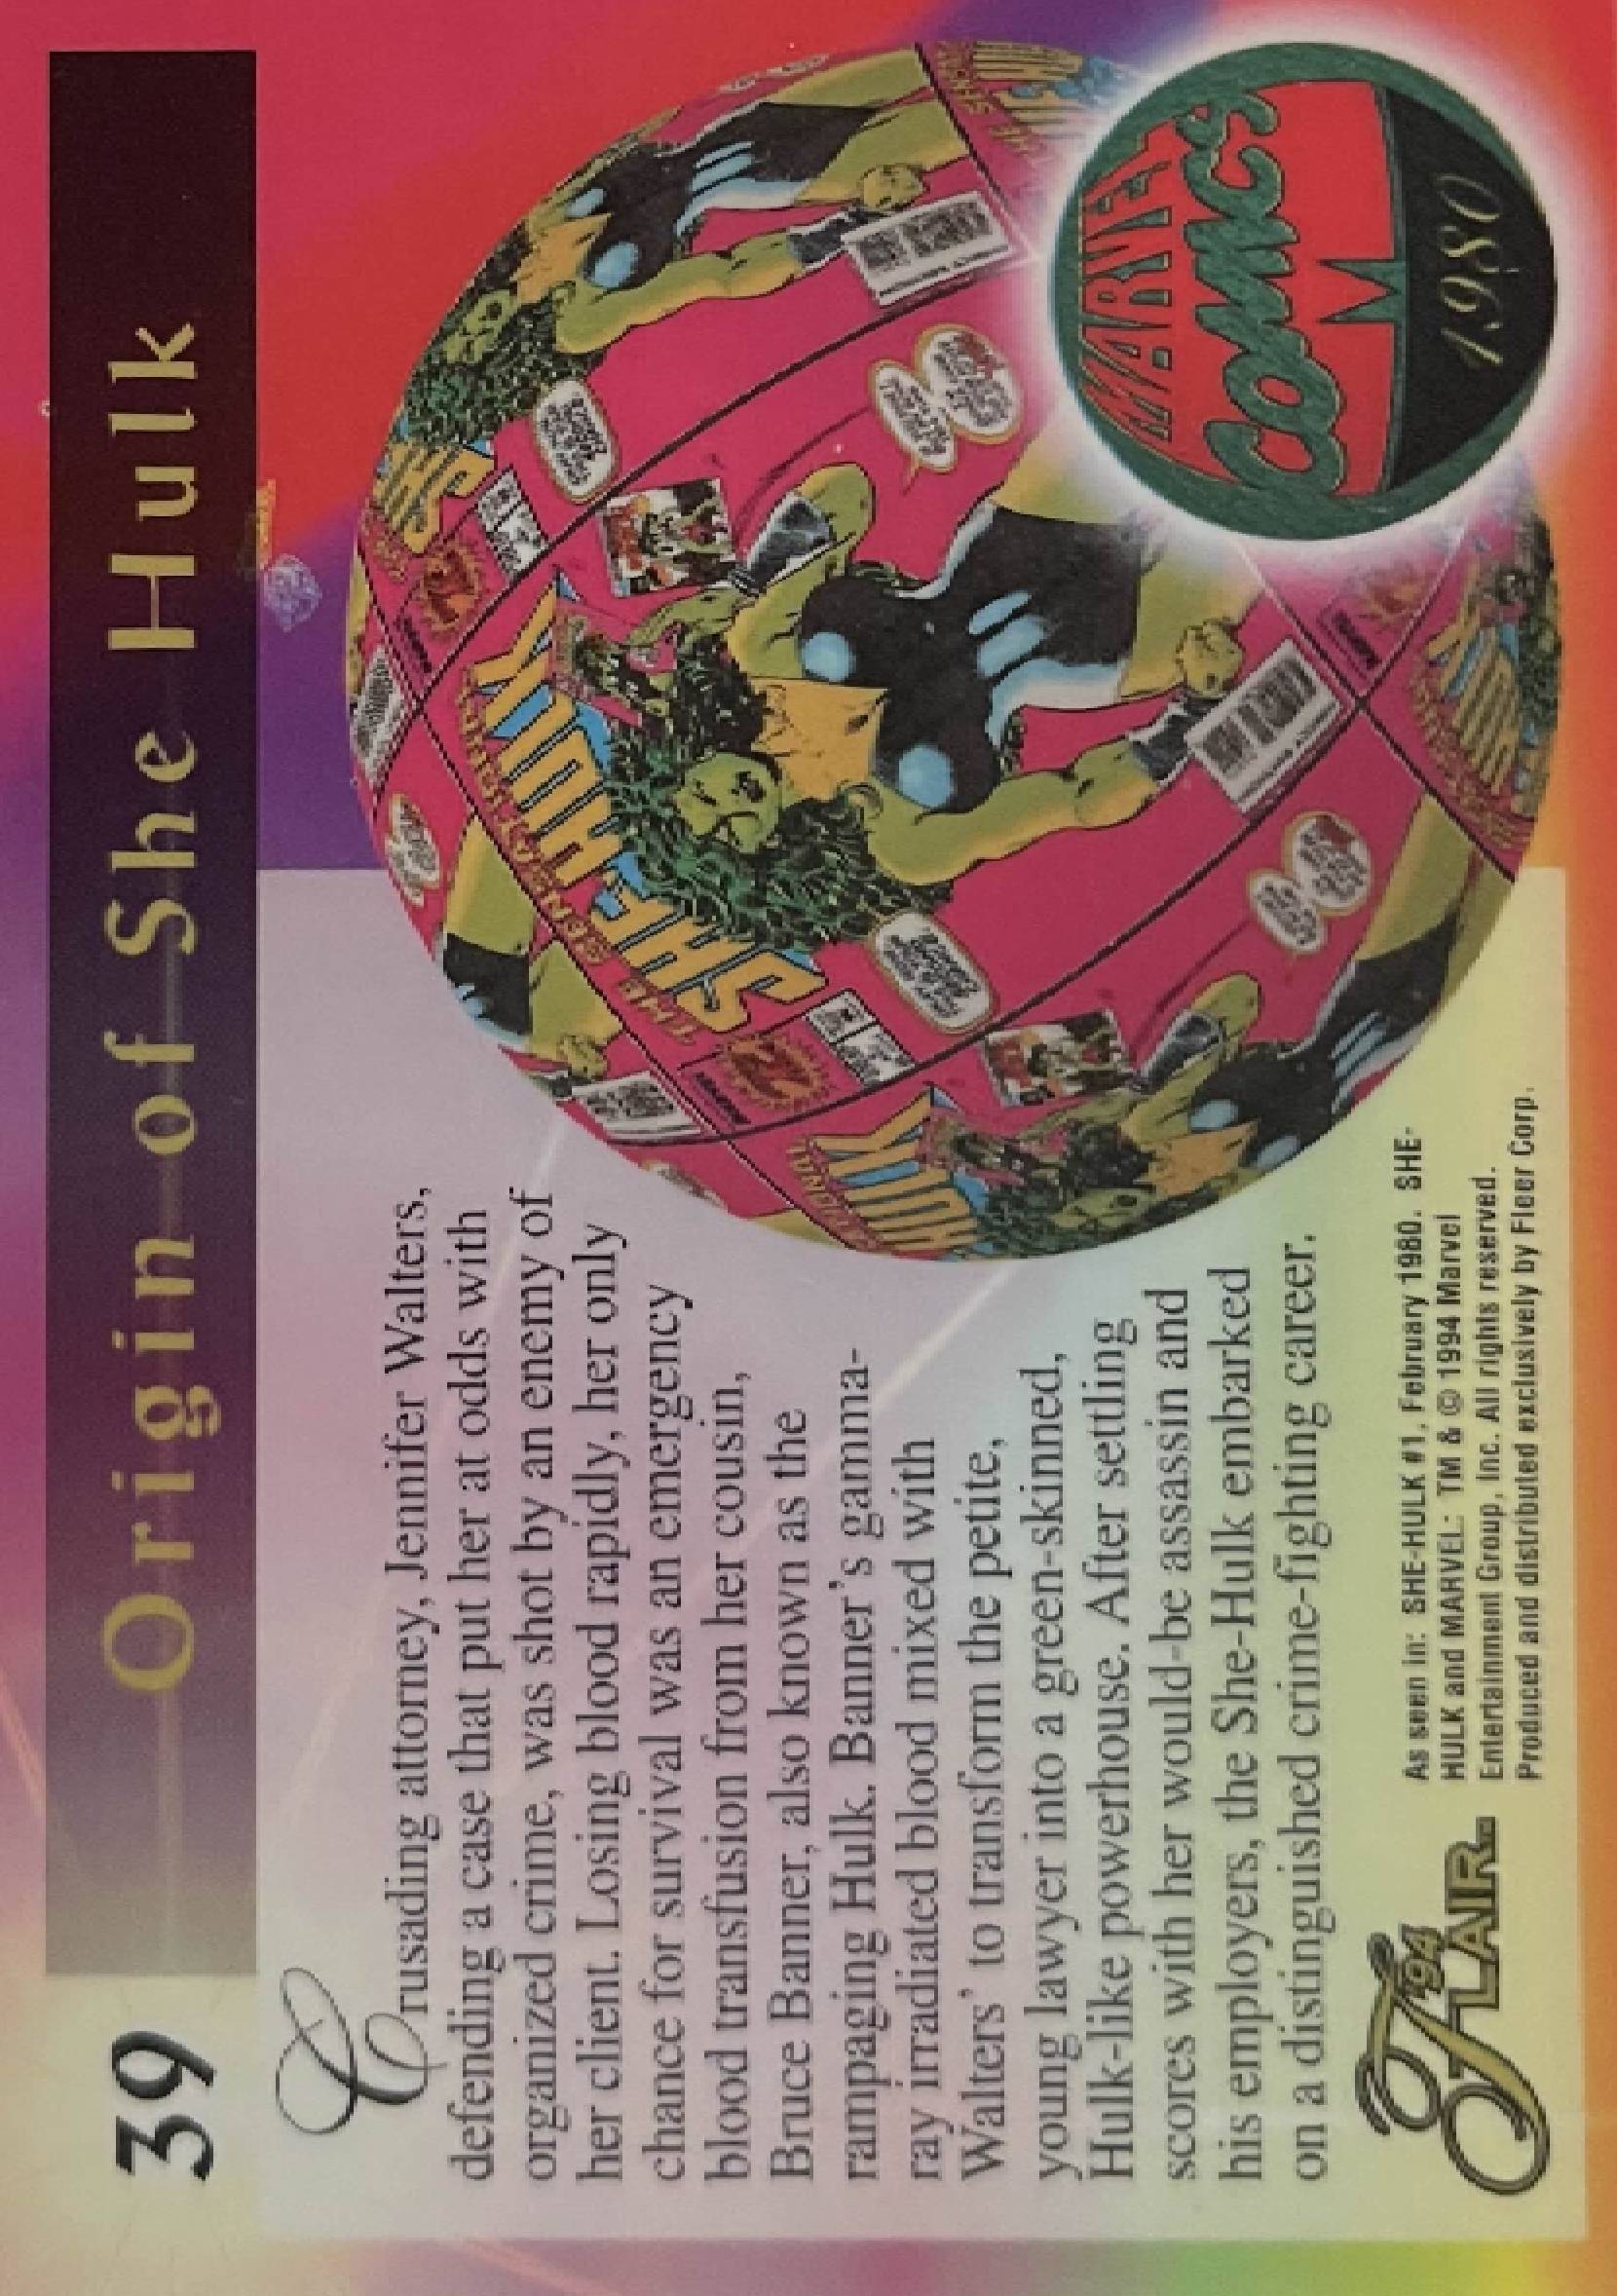 39
Origin of She Hulk
Crusading attorney, Jennifer Walters,
defending a case that put her at odds with
organized crime, was shot by an enemy of
her client. Losing blood rapidly, her only
chance for survival was an emergency
blood transfusion from her cousin,
Bruce Banner, also known as the
rampaging Hulk. Banner's gamma-
ray irradiated blood mixed with
Walters' to transform the petite,
young lawyer into a green-skinned,
Hulk-like powerhouse. After settling
scores with her would-be assassin and
his employers, the She-Hulk embarked
on a distinguished crime-fighting career.
THE SENSATIONAL
SHE-HULK
HULK
MARVEL
COMICS
M
1980
'94
FLAIR™
As seen in: SHE-HULK #1, February 1980. SHE-
HULK and MARVEL: TM & © 1994 Marvel
Entertainment Group, Inc. All rights reserved.
Produced and distributed exclusively by Fleer Corp.